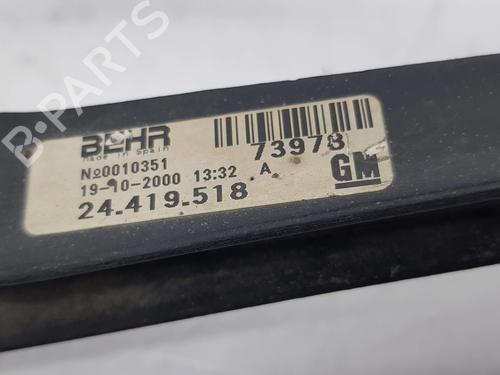 BEHR
made in Spain
73978
№0010351
19-10-2000 13:32 .A.
GM
24.419.518
B-PARTS